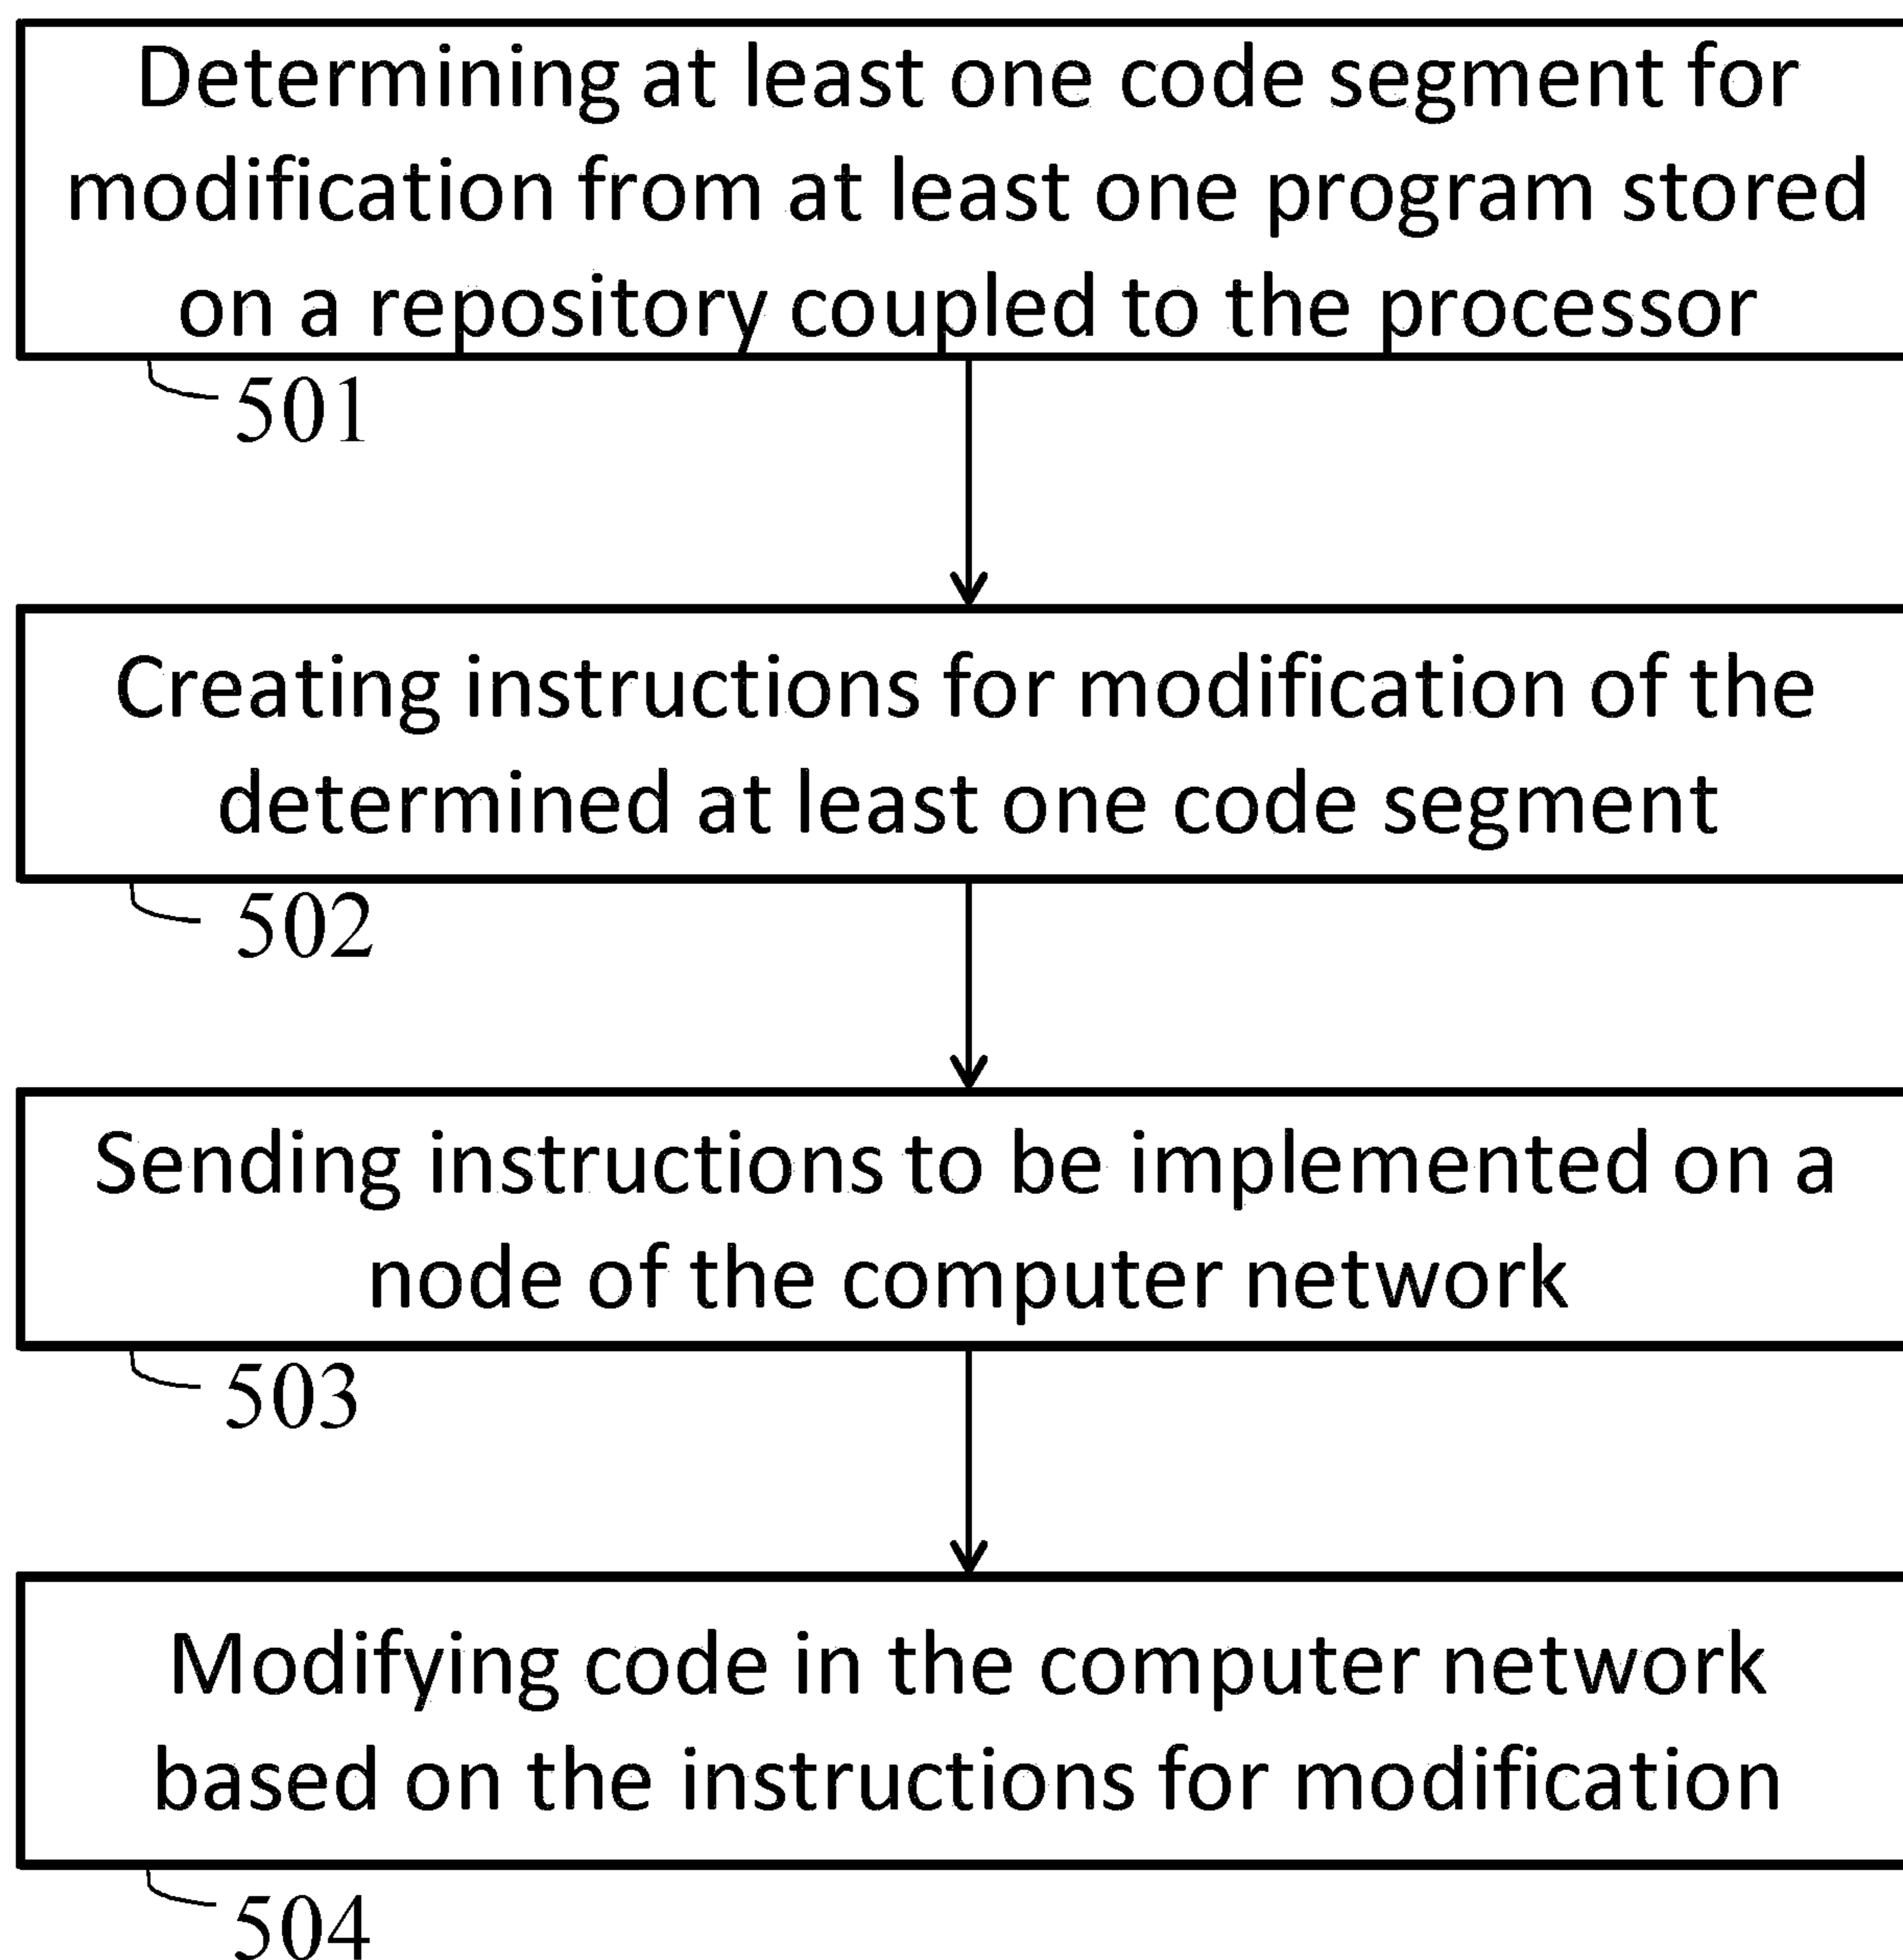 Determining at least one code segment for
modification from at least one program stored
on a repository coupled to the processor
501
Creating instructions for modification of the
determined at least one code segment
502
Sending instructions to be implemented on a
node of the computer network
503
Modifying code in the computer network
based on the instructions for modification
504